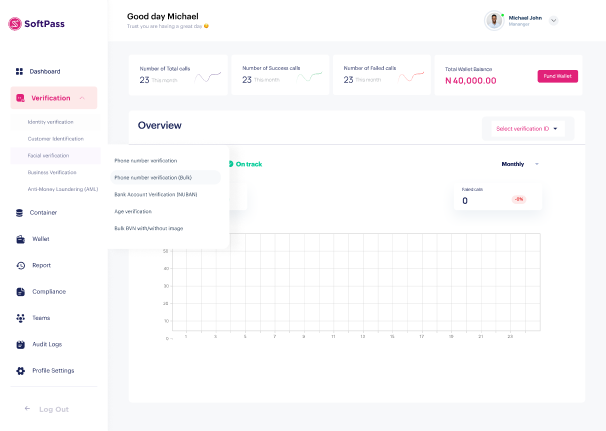 SoftPass
Good day Michael
Trust you are having a great day 😊
Michael John
Manager
Dashboard
Verification
Identity verification
Customer Identification
Facial verification
Business Verification
Anti-Money Laundering (AML)
Container
Wallet
Report
Compliance
Teams
Audit Logs
Profile Settings
Log Out
Number of Total calls
23 This month
Number of Success calls
23 This month
Number of Failed calls
23 This month
Total Wallet Balance
N 40,000.00
Fund Wallet
Overview
Select verification ID
Phone number verification
Phone number verification (Bulk)
Bank Account Verification (NUBAN)
Age verification
Bulk BVN with/without image
On track
Monthly
Failed calls
0
-8%
50
40
30
20
10
0
1 3 5 7 9 11 13 15 17 19 21 23